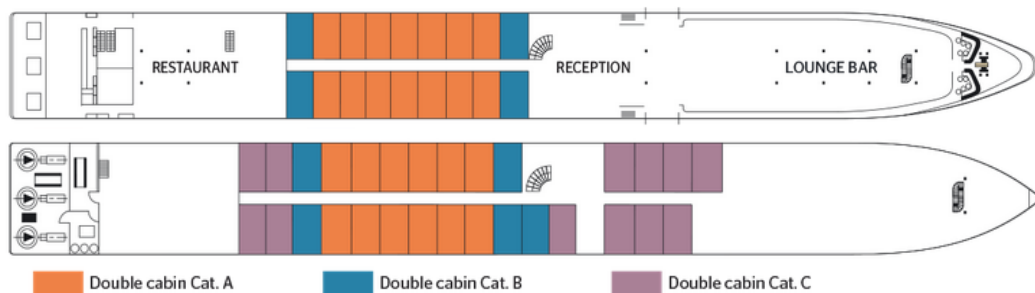 RESTAURANT
RECEPTION
LOUNGE BAR
Double cabin Cat. A
Double cabin Cat. B
Double cabin Cat. C